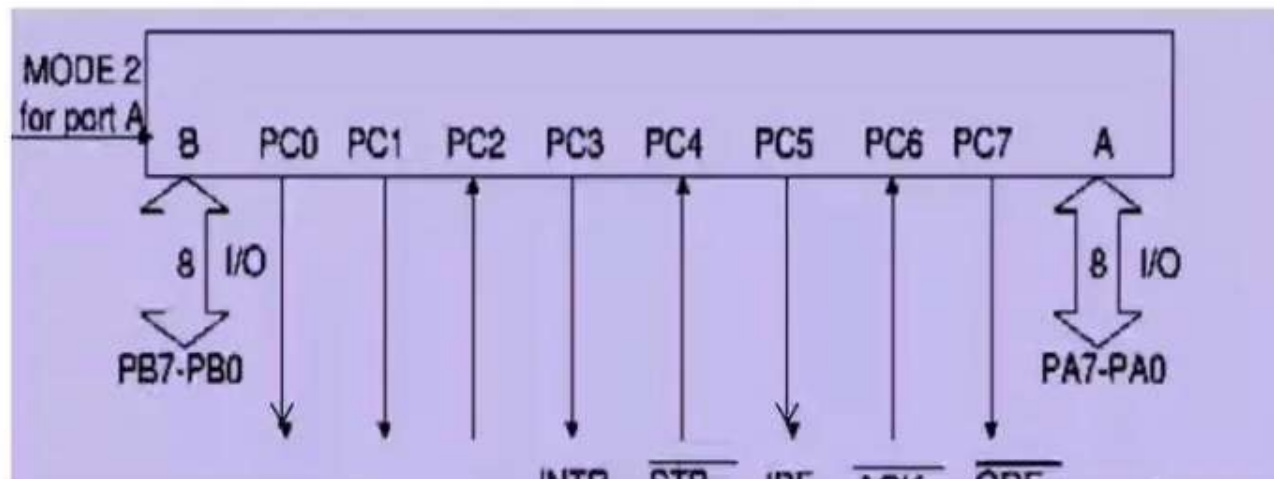 MODE 2
for port A
B PC0 PC1 PC2 PC3 PC4 PC5 PC6 PC7 A
8 I/O 8 I/O
PB7-PB0 PA7-PA0